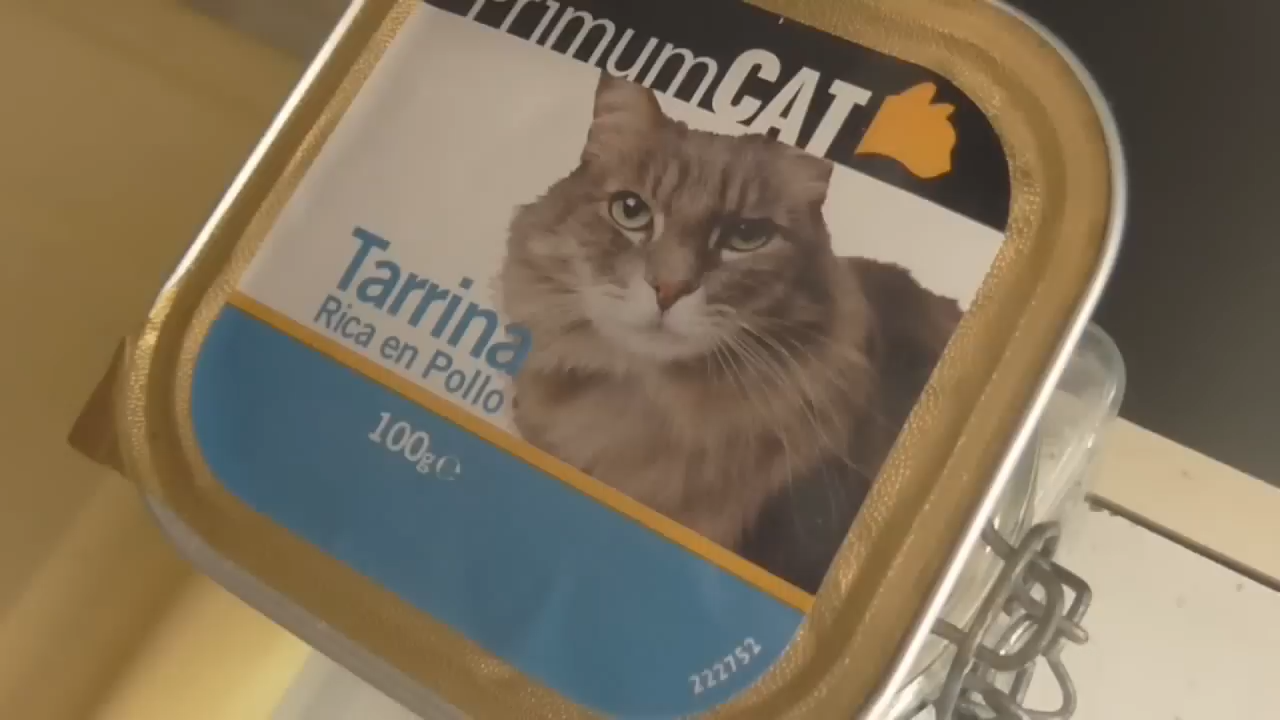 PrimumCAT
Tarrina
Rica en Pollo
100g℮
222752